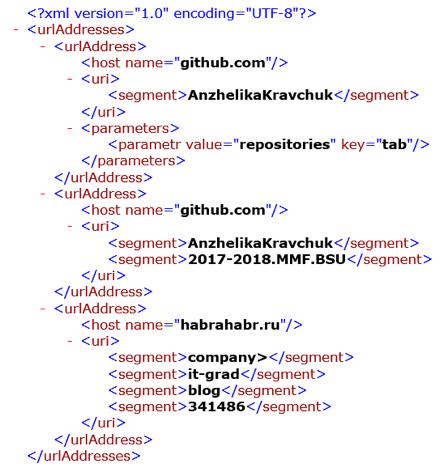 <?xml version="1.0" encoding="UTF-8"?>
- <urlAddresses>
- <urlAddress>
<host name="github.com"/>
- <uri>
<segment>AnzhelikaKravchuk</segment>
</uri>
- <parameters>
<parametr value="repositories" key="tab"/>
</parameters>
</urlAddress>
- <urlAddress>
<host name="github.com"/>
- <uri>
<segment>AnzhelikaKravchuk</segment>
<segment>2017-2018.MMF.BSU</segment>
</uri>
</urlAddress>
- <urlAddress>
<host name="habrahabr.ru"/>
- <uri>
<segment>company></segment>
<segment>it-grad</segment>
<segment>blog</segment>
<segment>341486</segment>
</uri>
</urlAddress>
</urlAddresses>